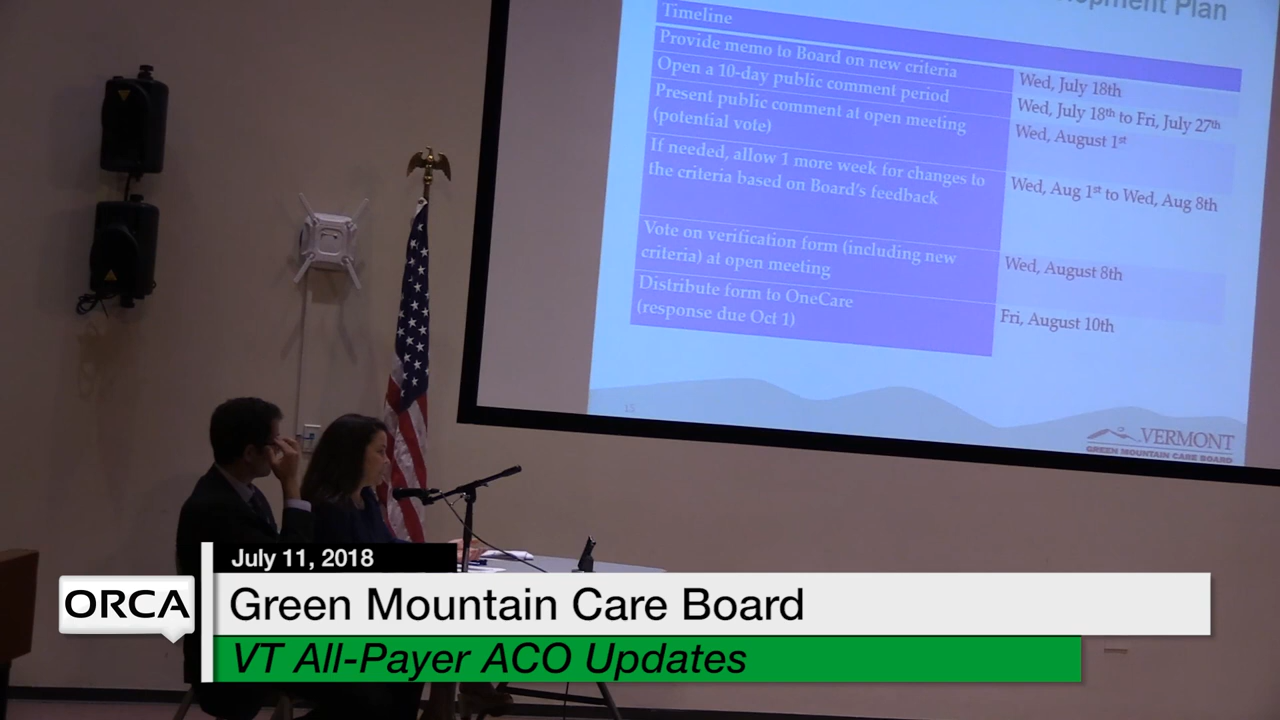 opment Plan
Timeline
Provide memo to Board on new criteria
Wed, July 18th
Open a 10-day public comment period
Wed, July 18th to Fri, July 27th
Present public comment at open meeting
(potential vote)
Wed, August 1st
If needed, allow 1 more week for changes to
the criteria based on Board's feedback
Wed, Aug 1st to Wed, Aug 8th
Vote on verification form (including new
criteria) at open meeting
Wed, August 8th
Distribute form to OneCare
(response due Oct 1)
Fri, August 10th
15
VERMONT
GREEN MOUNTAIN CARE BOARD
July 11, 2018
ORCA
Green Mountain Care Board
VT All-Payer ACO Updates